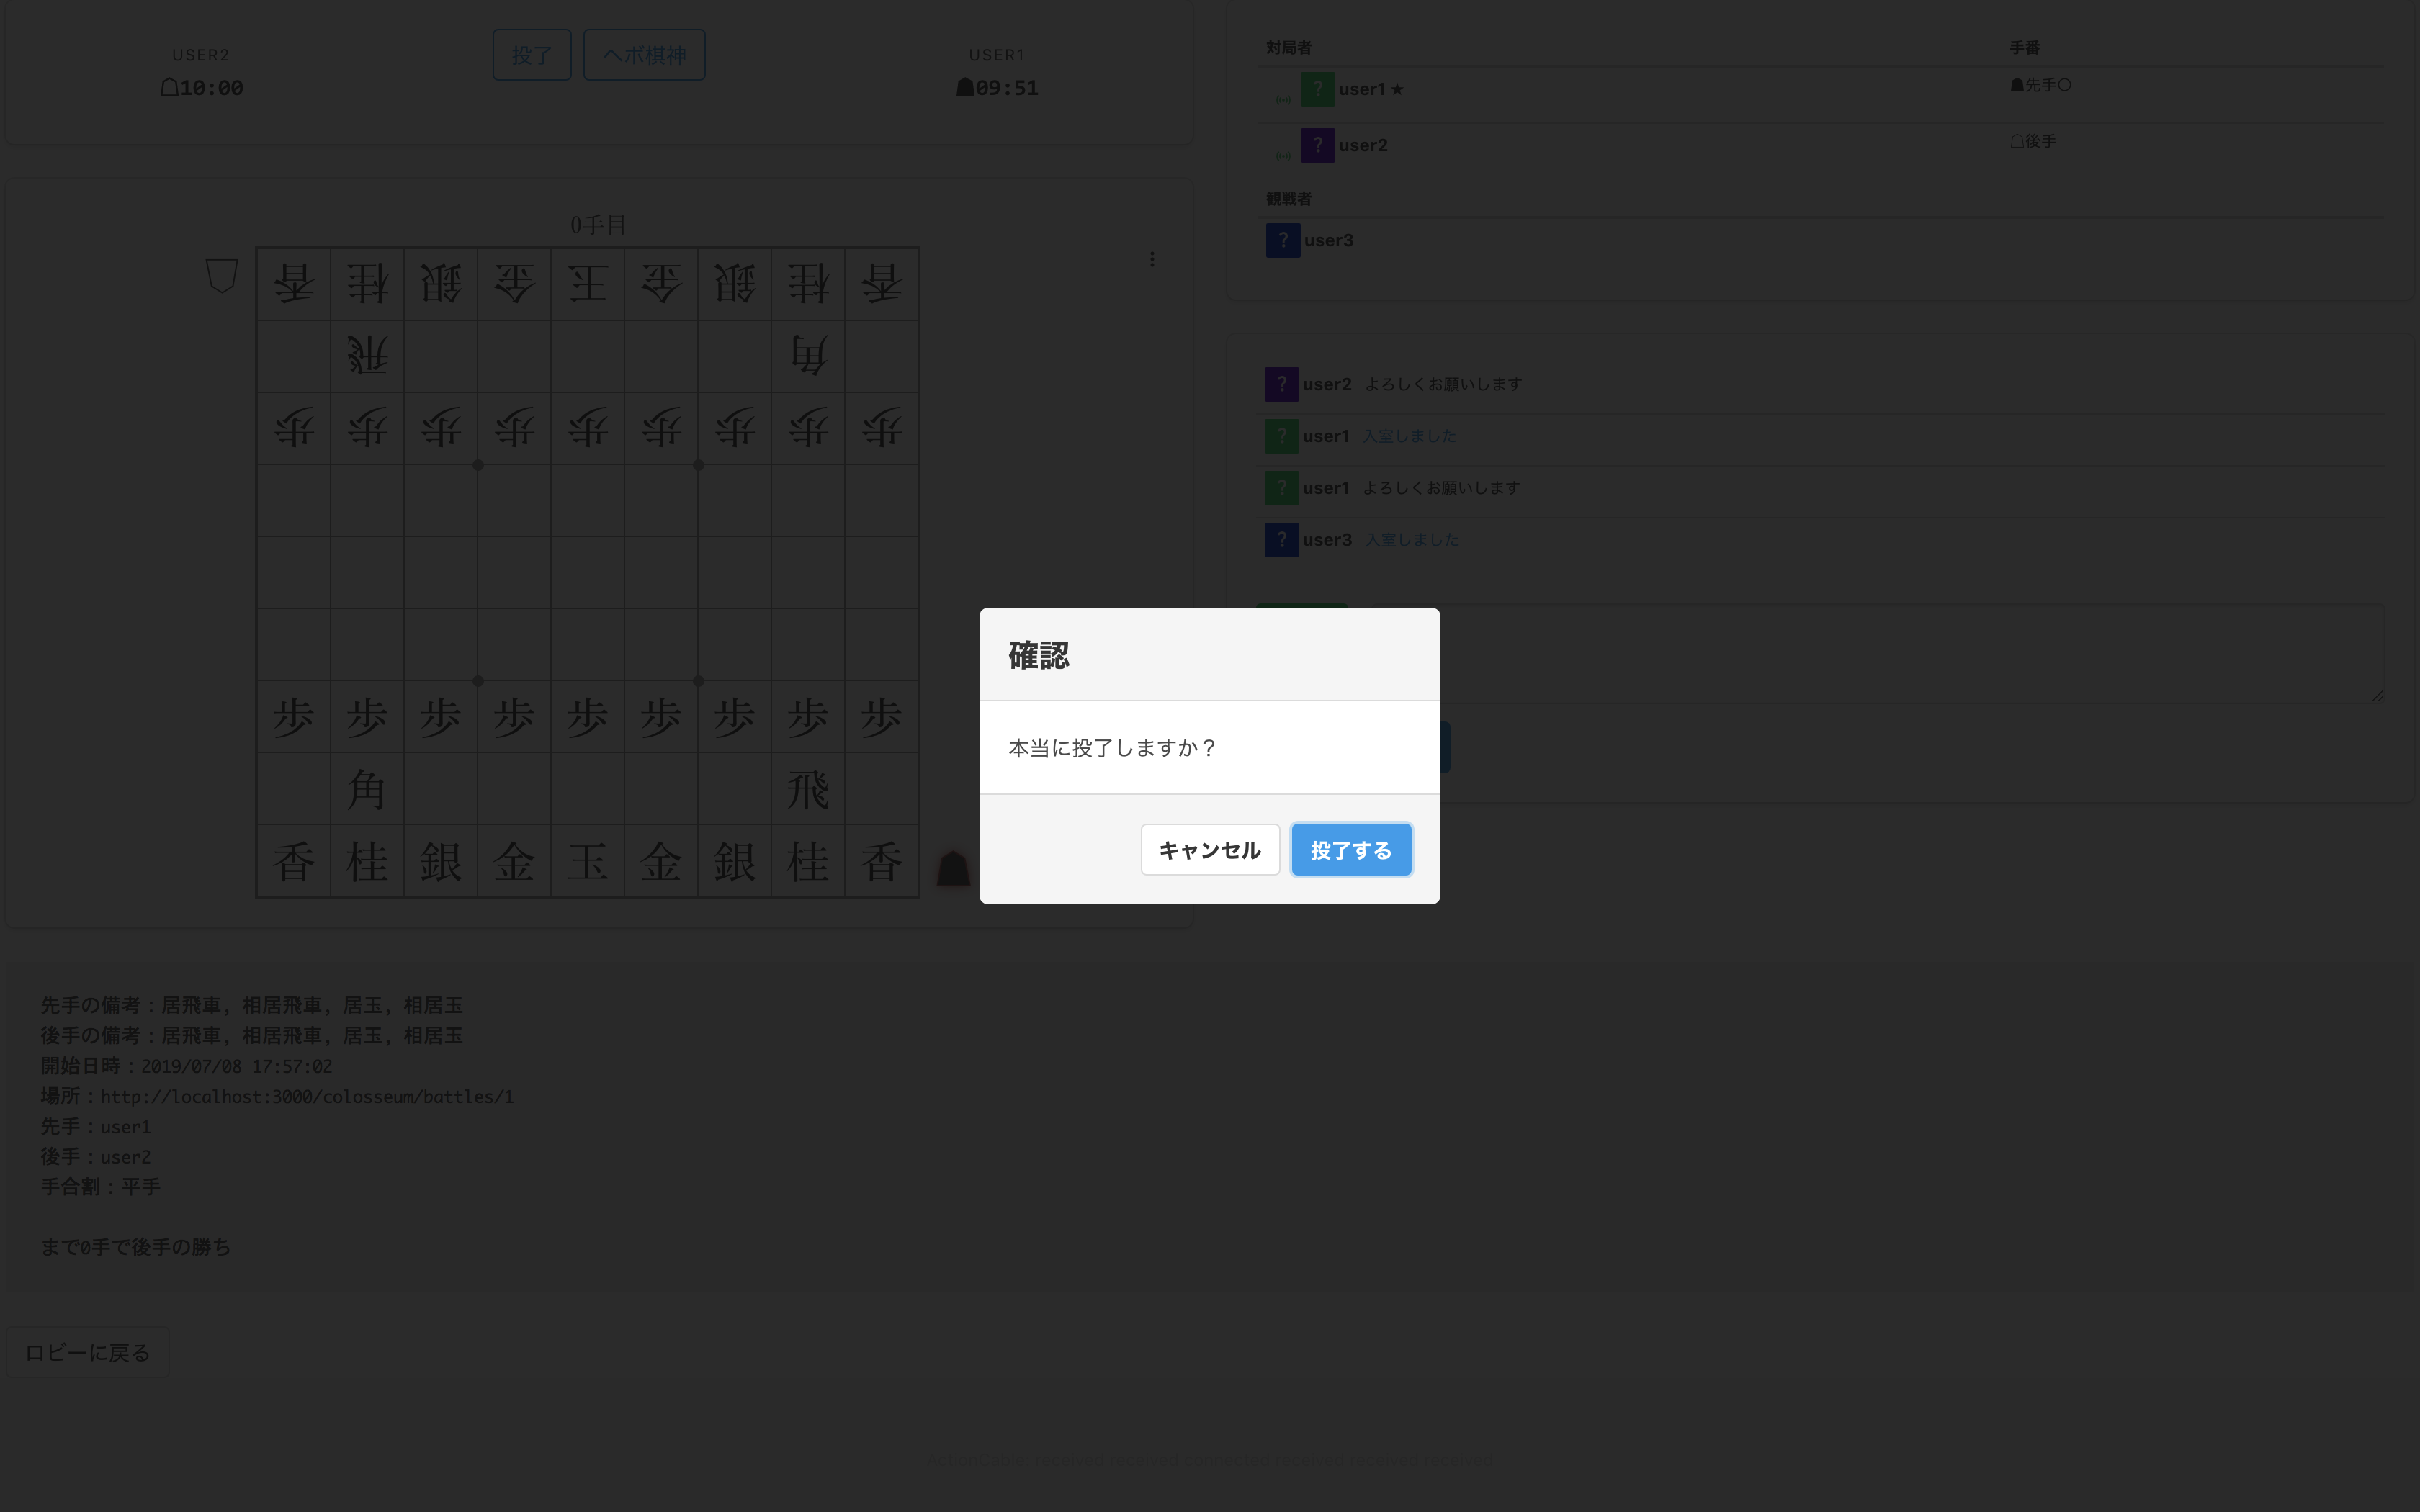 USER2
☖10:00
投了
ヘボ棋神
USER1
☗09:51
0手目
香桂銀金玉金銀桂香
飛角
歩歩歩歩歩歩歩歩歩
歩歩歩歩歩歩歩歩歩
角飛
香桂銀金玉金銀桂香
対局者 手番
? user1 ★ ☗先手○
? user2 ☖後手
観戦者
? user3
? user2 よろしくお願いします
? user1 入室しました
? user1 よろしくお願いします
? user3 入室しました
確認
本当に投了しますか？
キャンセル
投了する
先手の備考：居飛車, 相居飛車, 居玉, 相居玉
後手の備考：居飛車, 相居飛車, 居玉, 相居玉
開始日時：2019/07/08 17:57:02
場所：http://localhost:3000/colosseum/battles/1
先手：user1
後手：user2
手合割：平手
まで0手で後手の勝ち
ロビーに戻る